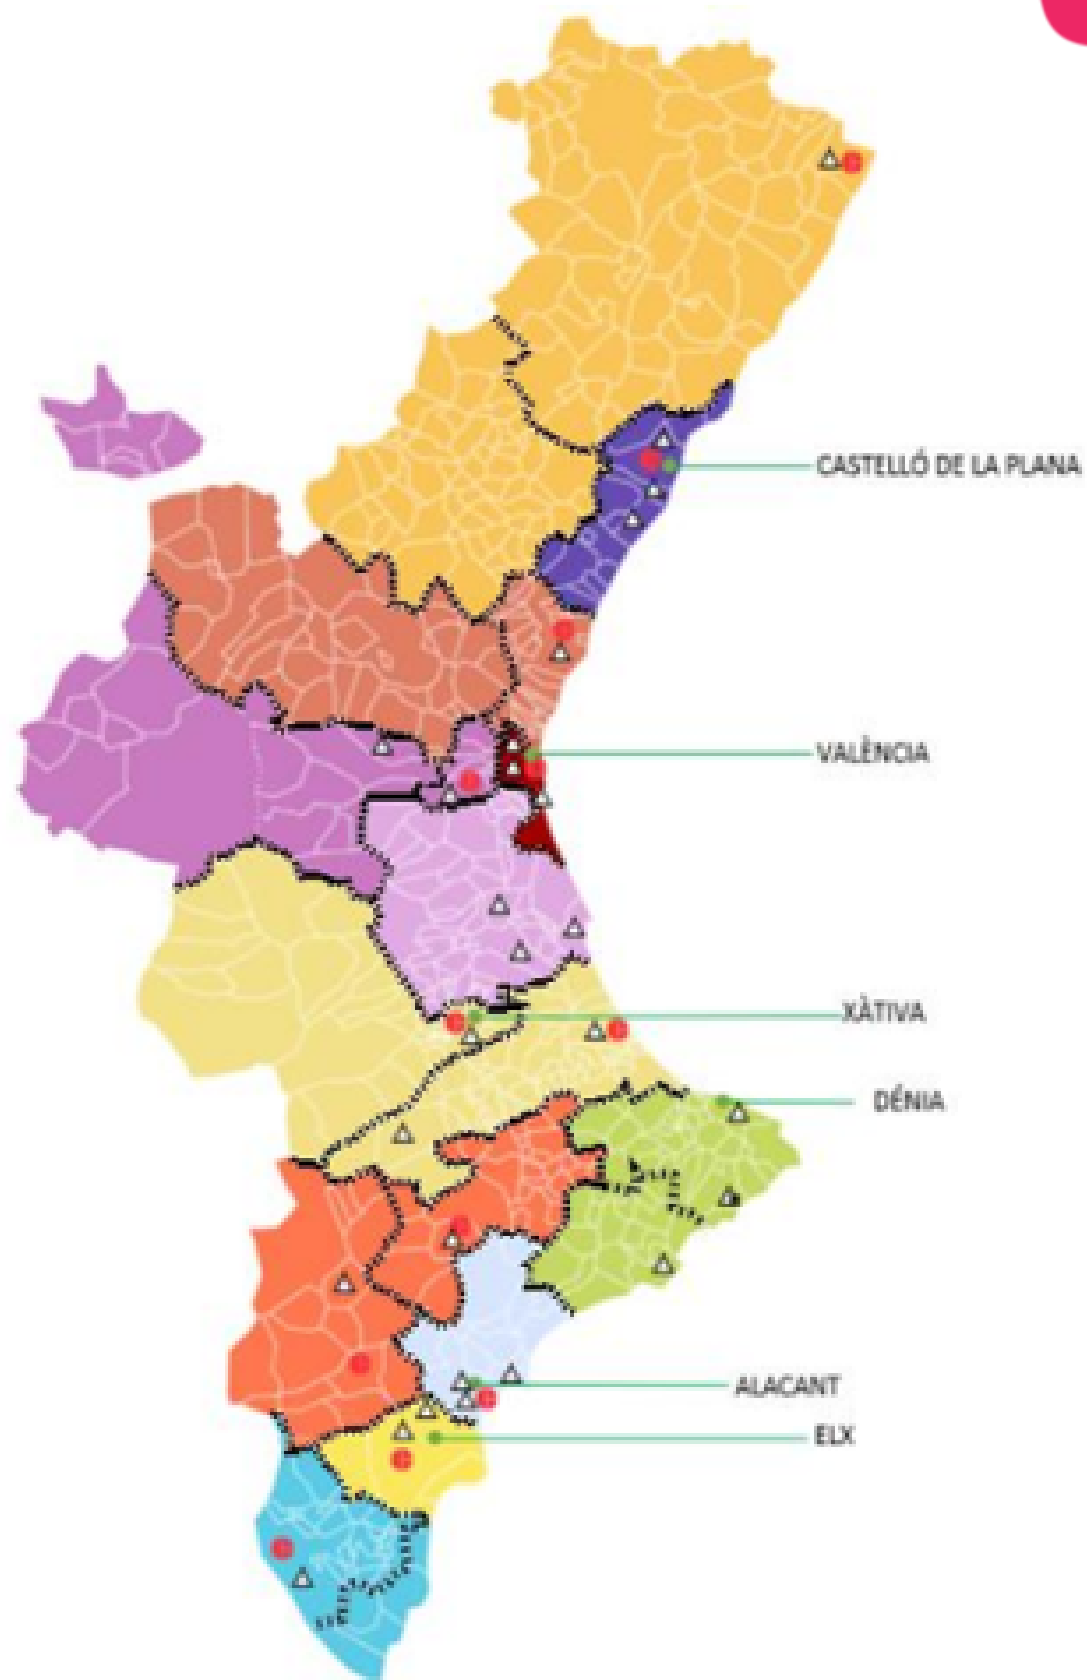 CASTELLÓ DE LA PLANA
VALÈNCIA
XÀTIVA
DÉNIA
ALACANT
ELX